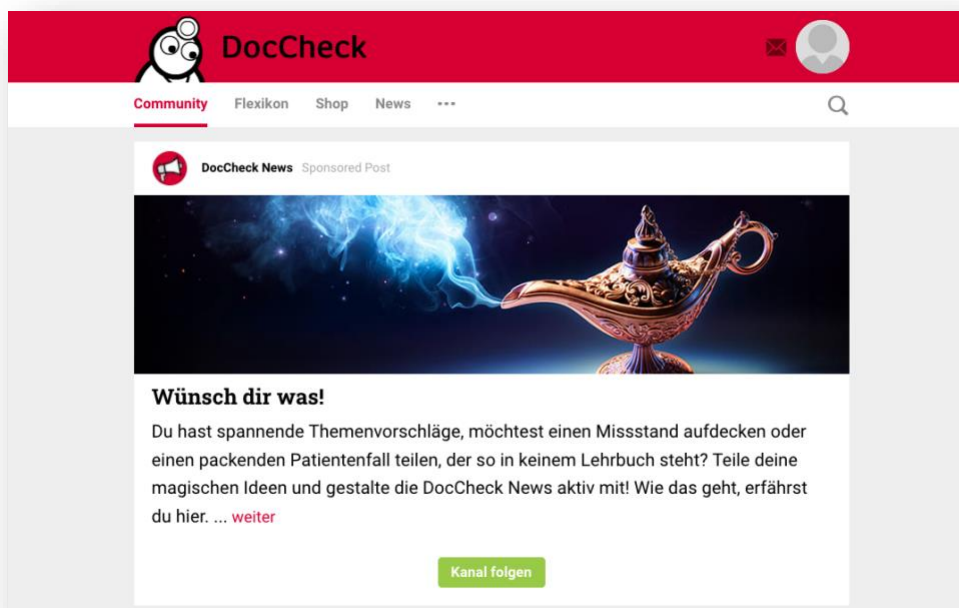 DocCheck
Community Flexikon Shop News ...
DocCheck News Sponsored Post
Wünsch dir was!
Du hast spannende Themenvorschläge, möchtest einen Missstand aufdecken oder
einen packenden Patientenfall teilen, der so in keinem Lehrbuch steht? Teile deine
magischen Ideen und gestalte die DocCheck News aktiv mit! Wie das geht, erfährst
du hier. ... weiter
Kanal folgen